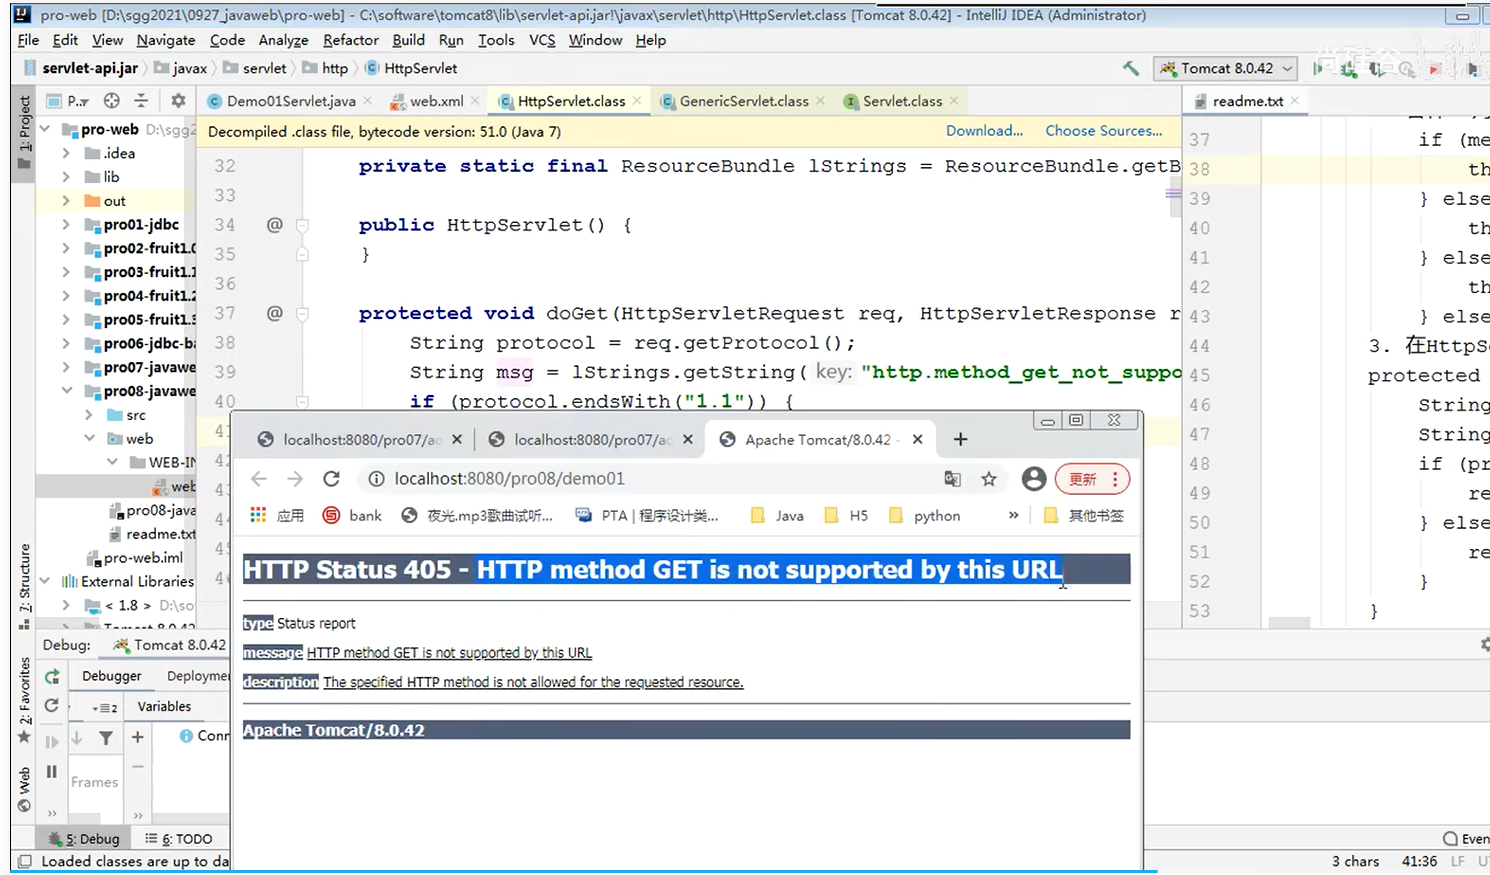 pro-web [D:\sgg2021\0927_javaweb\pro-web] - C:\software\tomcat8\lib\servlet-api.jar!\javax\servlet\http\HttpServlet.class [Tomcat 8.0.42] - IntelliJ IDEA (Administrator)
File Edit View Navigate Code Analyze Refactor Build Run Tools VCS Window Help
servlet-api.jar javax servlet http HttpServlet
Tomcat 8.0.42
尚硅谷
1: Project
P..
Demo01Servlet.java web.xml HttpServlet.class GenericServlet.class Servlet.class
readme.txt
Decompiled .class file, bytecode version: 51.0 (Java 7)
Download... Choose Sources...
pro-web D:\sgg2
.idea
lib
out
pro01-jdbc
pro02-fruit1.0
pro03-fruit1.1
pro04-fruit1.2
pro05-fruit1.3
pro06-jdbc-ba
pro07-javawe
pro08-javawe
src
web
WEB-IN
web
pro08-java
readme.txt
pro-web.iml
External Libraries
< 1.8 > D:\so
Tomcat 8.0.42
32 private static final ResourceBundle lStrings = ResourceBundle.getB
33
34 @ public HttpServlet() {
35 }
36
37 @ protected void doGet(HttpServletRequest req, HttpServletResponse r
38 String protocol = req.getProtocol();
39 String msg = lStrings.getString( key: "http.method_get_not_suppo
40 if (protocol.endsWith("1.1")) {
37 if (me
38 th
39 } else
40 th
41 } else
42 th
43 } else
44 3. 在HttpS
45 protected
46 String
47 String
48 if (pr
49 re
50 } else
51 re
52 }
53 }
localhost:8080/pro07/ac localhost:8080/pro07/ac Apache Tomcat/8.0.42 -
localhost:8080/pro08/demo01
更新
应用 bank 夜光.mp3歌曲试听... PTA | 程序设计类... Java H5 python » 其他书签
HTTP Status 405 - HTTP method GET is not supported by this URL
type Status report
message HTTP method GET is not supported by this URL
description The specified HTTP method is not allowed for the requested resource.
Apache Tomcat/8.0.42
7: Structure
2: Favorites
Web
Debug: Tomcat 8.0.42
Debugger Deploymen
Variables
Frames
Conn
5: Debug 6: TODO
Even
Loaded classes are up to da
3 chars 41:36 LF